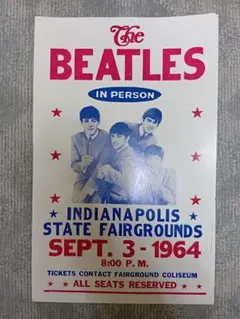 The
BEATLES
IN PERSON
INDIANAPOLIS
STATE FAIRGROUNDS
SEPT. 3 - 1964
8:00 P. M.
TICKETS CONTACT FAIRGROUND COLISEUM
ALL SEATS RESERVED